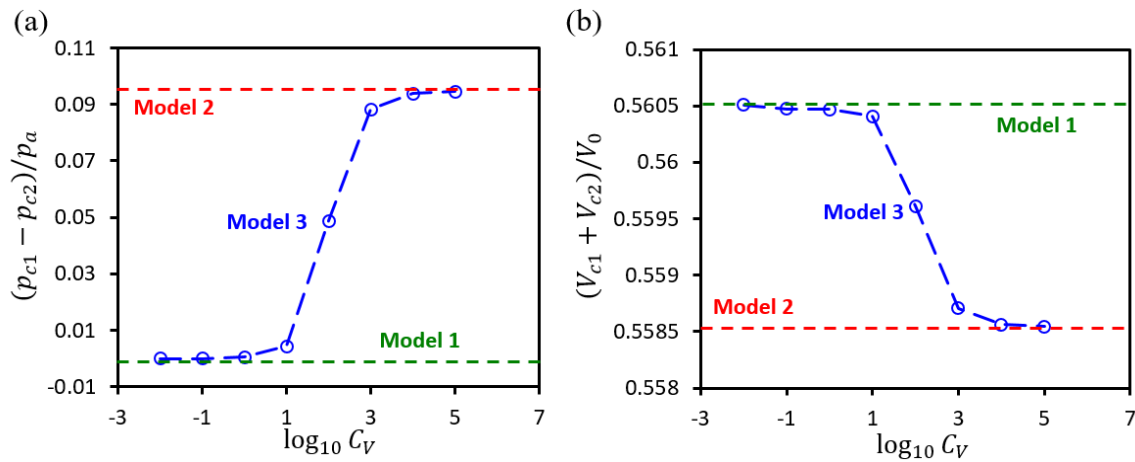 (a)
0.11
0.09
0.07
0.05
0.03
0.01
-0.01
(p_{c1} − p_{c2})/p_a
Model 2
Model 3
Model 1
-3 -1 1 3 5 7
log_{10} C_V
(b)
0.561
0.5605
0.56
0.5595
0.559
0.5585
0.558
(V_{c1} + V_{c2})/V_0
Model 1
Model 3
Model 2
-3 -1 1 3 5 7
log_{10} C_V